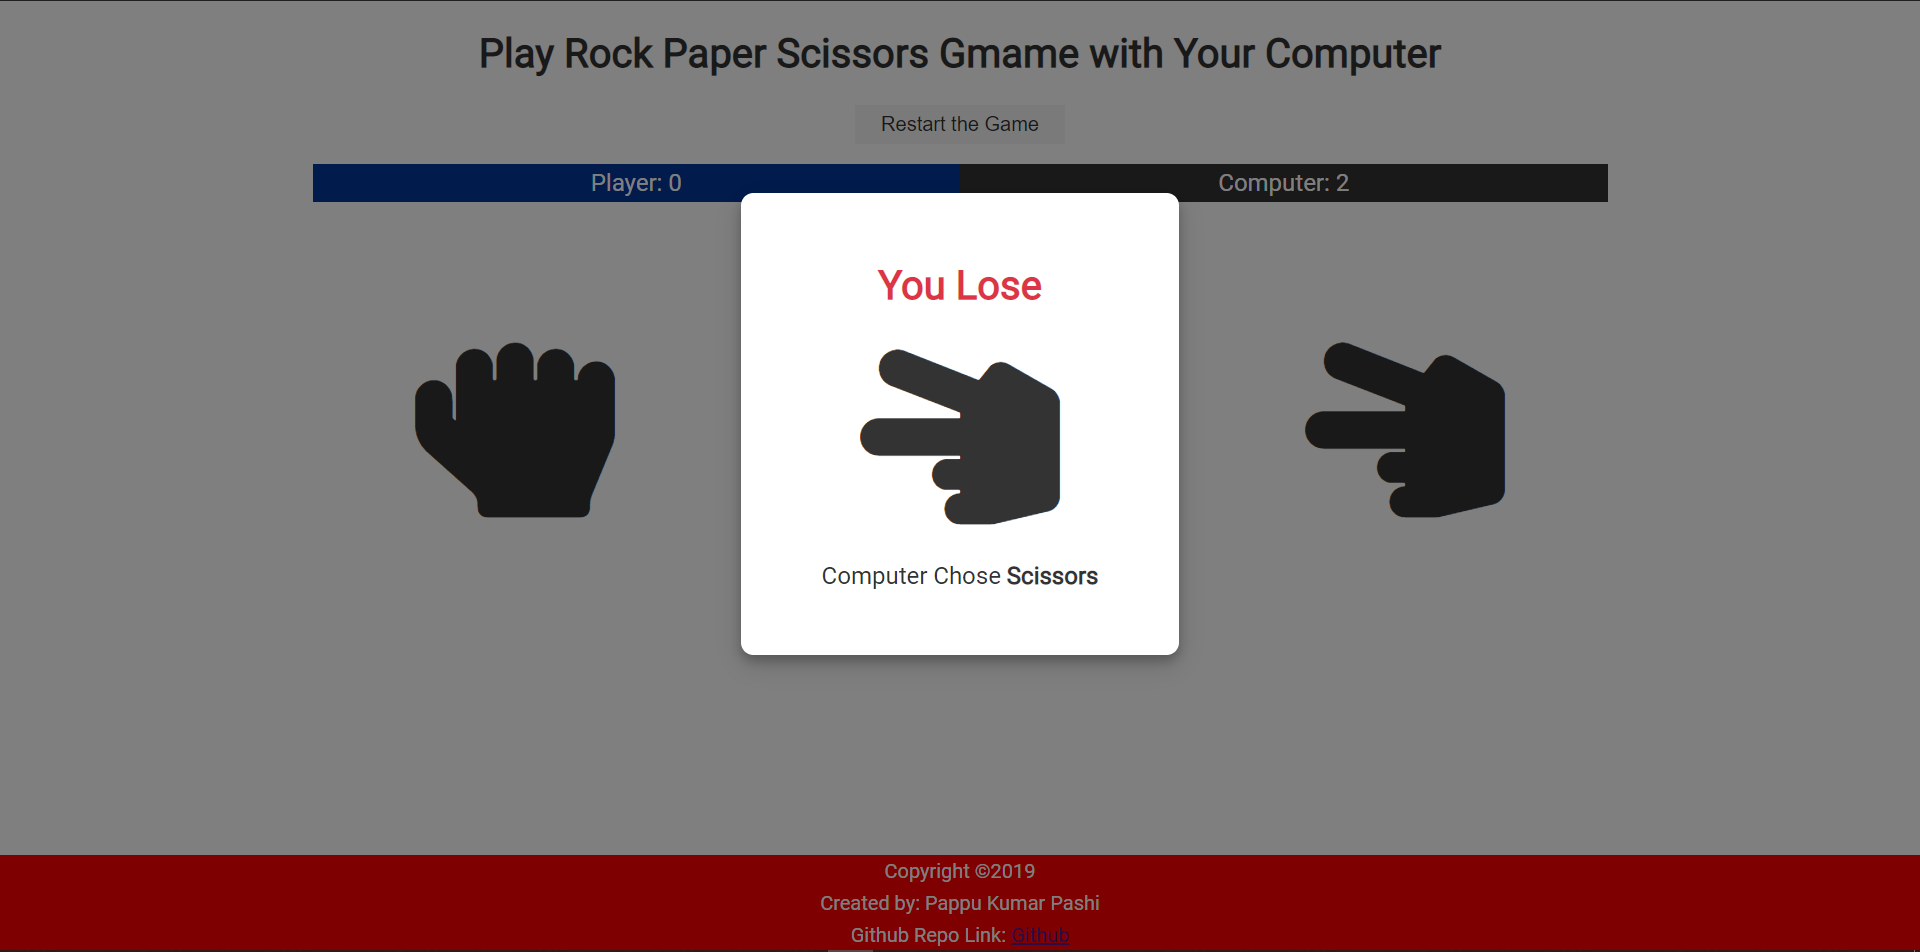 Play Rock Paper Scissors Gmame with Your Computer
Restart the Game
Player: 0
Computer: 2
You Lose
Computer Chose Scissors
Copyright ©2019
Created by: Pappu Kumar Pashi
Github Repo Link: Github